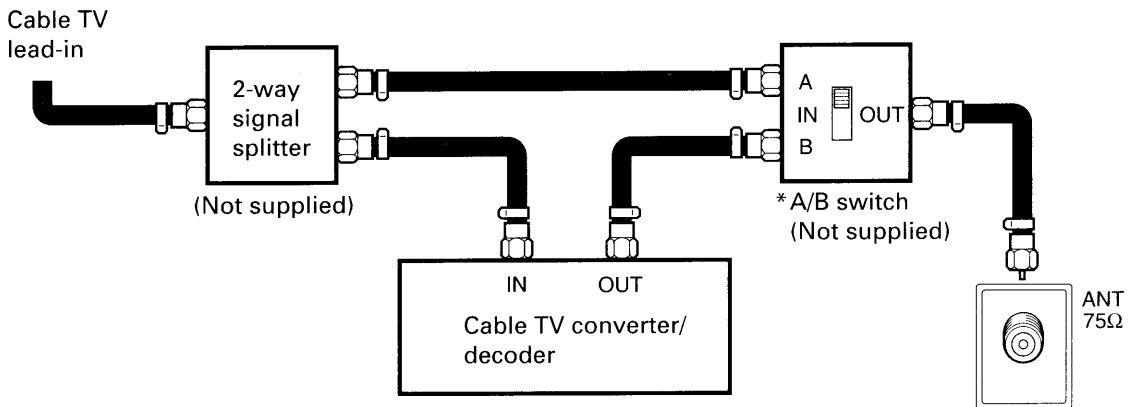 Cable TV
lead-in
2-way
signal
splitter
(Not supplied)
A
IN
OUT
B
*A/B switch
(Not supplied)
IN
OUT
Cable TV converter/
decoder
ANT
75Ω